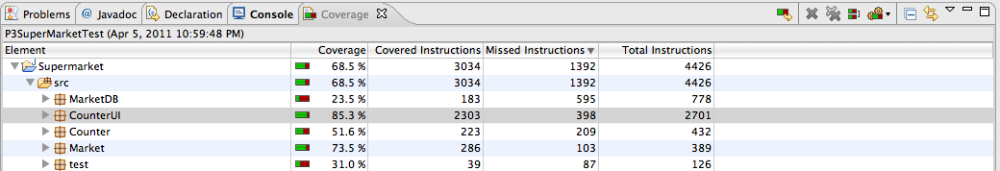 Problems @ Javadoc Declaration Console Coverage
P3SuperMarketTest (Apr 5, 2011 10:59:48 PM)
Element Coverage Covered Instructions Missed Instructions Total Instructions
Supermarket 68.5 % 3034 1392 4426
src 68.5 % 3034 1392 4426
MarketDB 23.5 % 183 595 778
CounterUI 85.3 % 2303 398 2701
Counter 51.6 % 223 209 432
Market 73.5 % 286 103 389
test 31.0 % 39 87 126